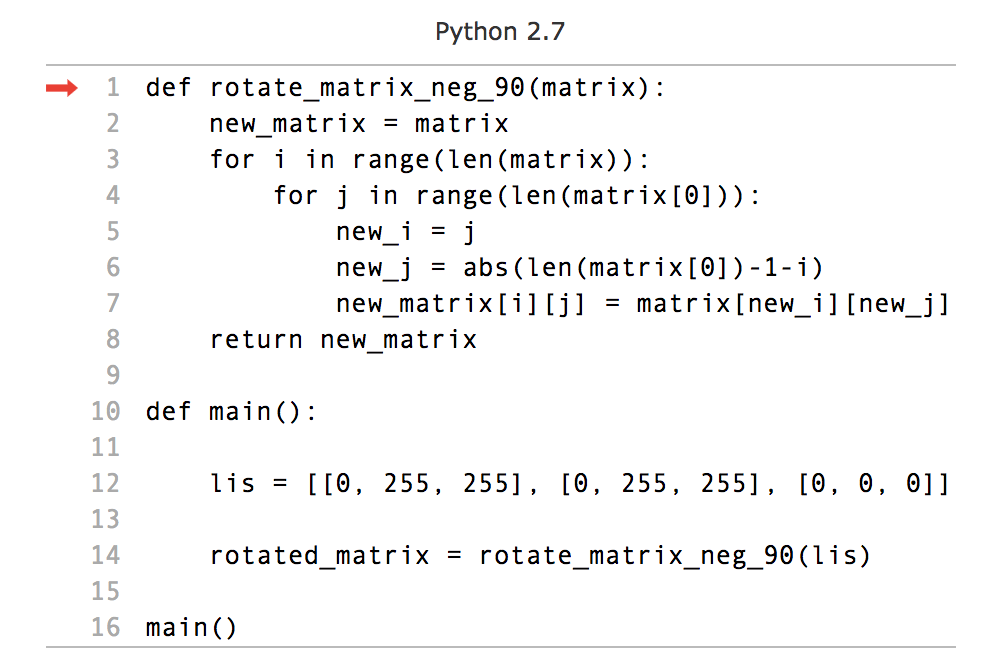 Python 2.7
1 def rotate_matrix_neg_90(matrix):
2     new_matrix = matrix
3     for i in range(len(matrix)):
4         for j in range(len(matrix[0])):
5             new_i = j
6             new_j = abs(len(matrix[0])-1-i)
7             new_matrix[i][j] = matrix[new_i][new_j]
8     return new_matrix
9
10 def main():
11
12     lis = [[0, 255, 255], [0, 255, 255], [0, 0, 0]]
13
14     rotated_matrix = rotate_matrix_neg_90(lis)
15
16 main()